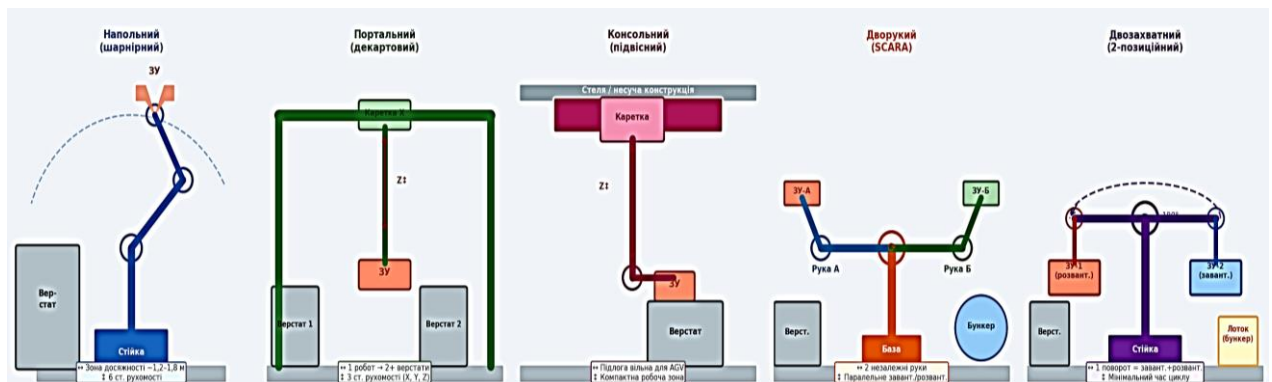 Напольний
(шарнірний)
ЗУ
Вер-
стат
Стійка
↔ Зона досяжності ~1,2–1,8 м
↕ 6 ст. рухомості
Портальний
(декартовий)
Каретка X
Z↕
ЗУ
Верстат 1
Верстат 2
↔ 1 робот → 2+ верстати
↕ 3 ст. рухомості (X, Y, Z)
Консольний
(підвісний)
Стеля / несуча конструкція
Каретка
Z↕
ЗУ
Верстат
↔ Підлога вільна для AGV
↕ Компактна робоча зона
Дворукий
(SCARA)
ЗУ-А
ЗУ-Б
Рука А
Рука Б
Верст.
Бункер
База
↔ 2 незалежні руки
↕ Паралельне завант./розвант.
Двозахватний
(2-позиційний)
ЗУ-1
(розвант.)
ЗУ-2
(завант.)
Верст.
Лоток
(бункер)
Стійка
↔ 1 поворот = завант.+розвант.
↕ Мінімальний час циклу